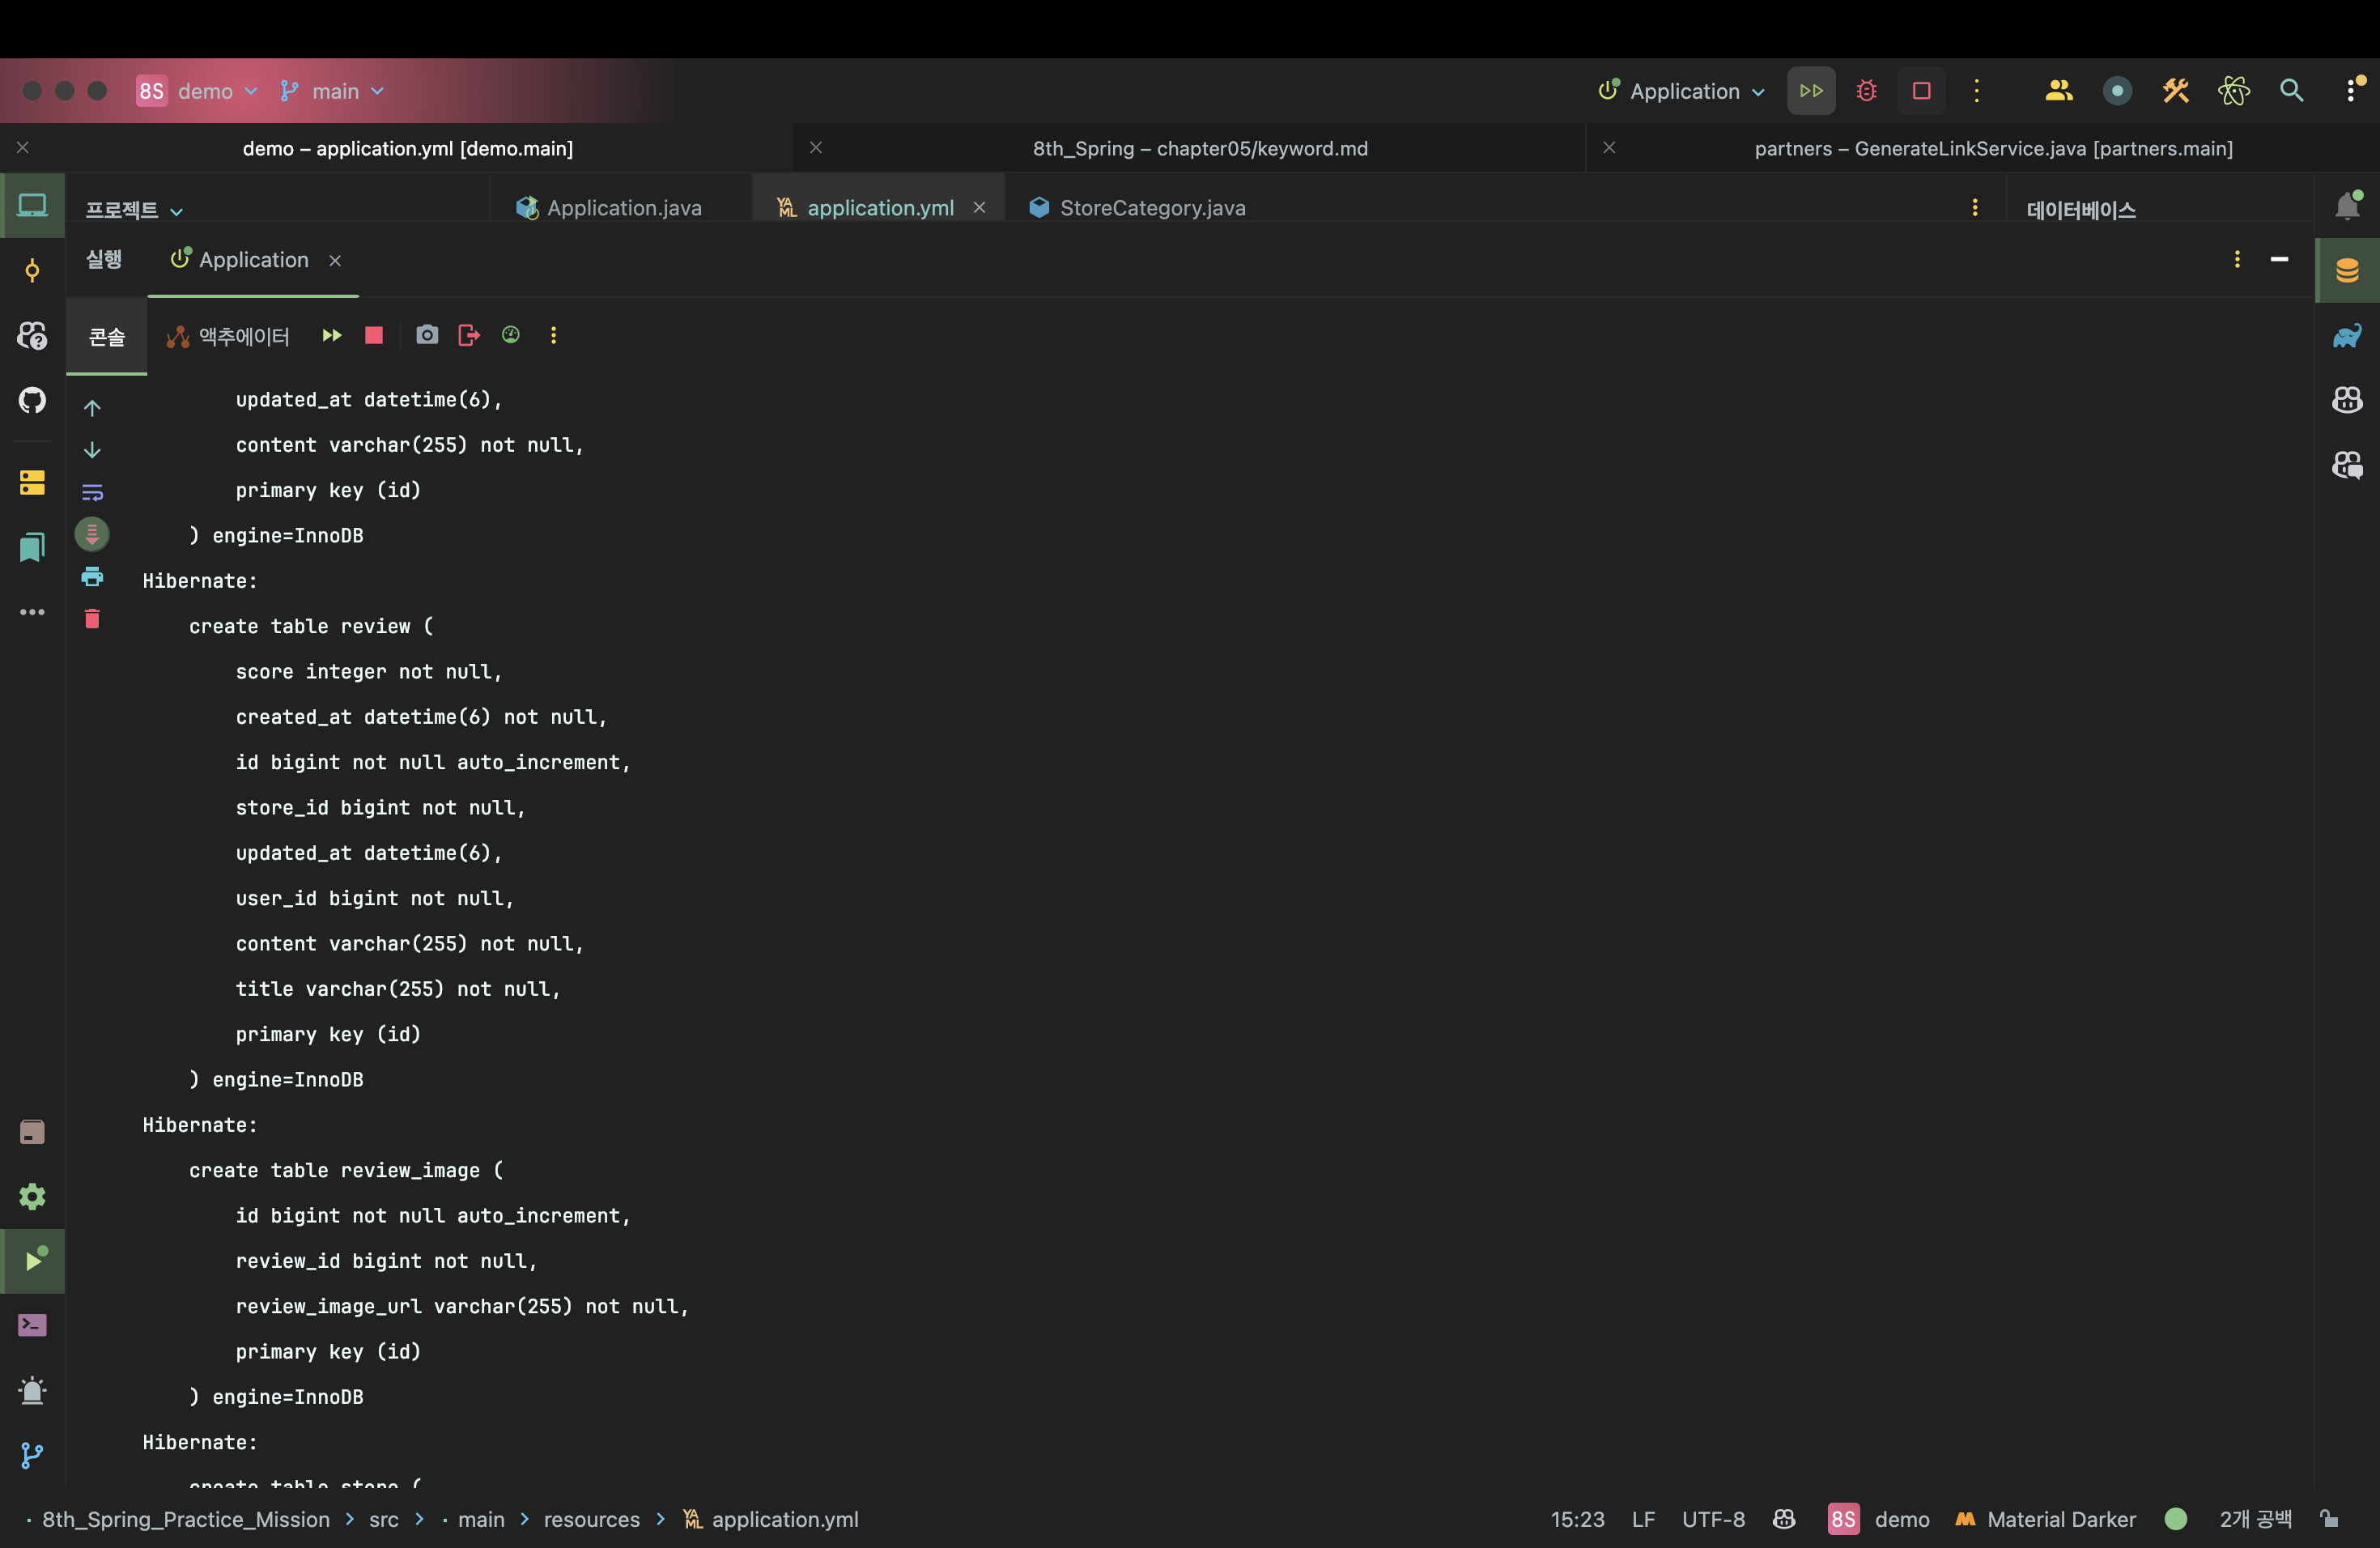 8S demo main Application
demo – application.yml [demo.main] 8th_Spring – chapter05/keyword.md partners – GenerateLinkService.java [partners.main]
프로젝트 Application.java application.yml StoreCategory.java 데이터베이스
실행 Application
콘솔 액추에이터
updated_at datetime(6),
content varchar(255) not null,
primary key (id)
) engine=InnoDB
Hibernate:
create table review (
score integer not null,
created_at datetime(6) not null,
id bigint not null auto_increment,
store_id bigint not null,
updated_at datetime(6),
user_id bigint not null,
content varchar(255) not null,
title varchar(255) not null,
primary key (id)
) engine=InnoDB
Hibernate:
create table review_image (
id bigint not null auto_increment,
review_id bigint not null,
review_image_url varchar(255) not null,
primary key (id)
) engine=InnoDB
Hibernate:
create table store (
8th_Spring_Practice_Mission > src > main > resources > application.yml 15:23 LF UTF-8 8S demo Material Darker 2개 공백